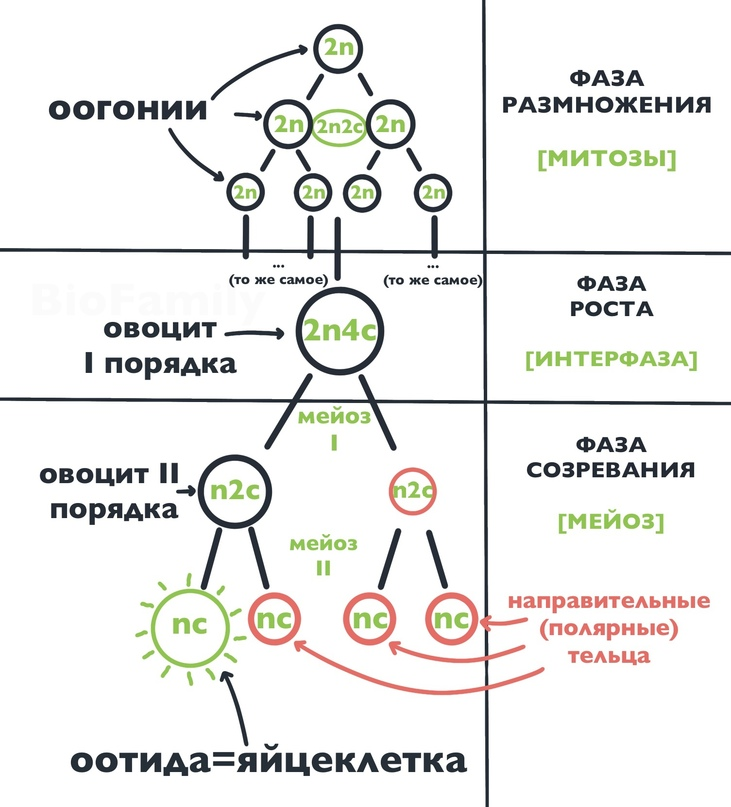 2n
ФАЗА
РАЗМНОЖЕНИЯ
[МИТОЗЫ]
оогонии
2n 2n2c 2n
2n 2n 2n 2n
... ...
(то же самое) (то же самое)
BioFamily
ФАЗА
РОСТА
[ИНТЕРФАЗА]
овоцит
I порядка
2n4c
мейоз
I
ФАЗА
СОЗРЕВАНИЯ
[МЕЙОЗ]
овоцит II
порядка
n2c n2c
мейоз
II
nc nc nc nc
направительные
(полярные)
тельца
оотида=яйцеклетка